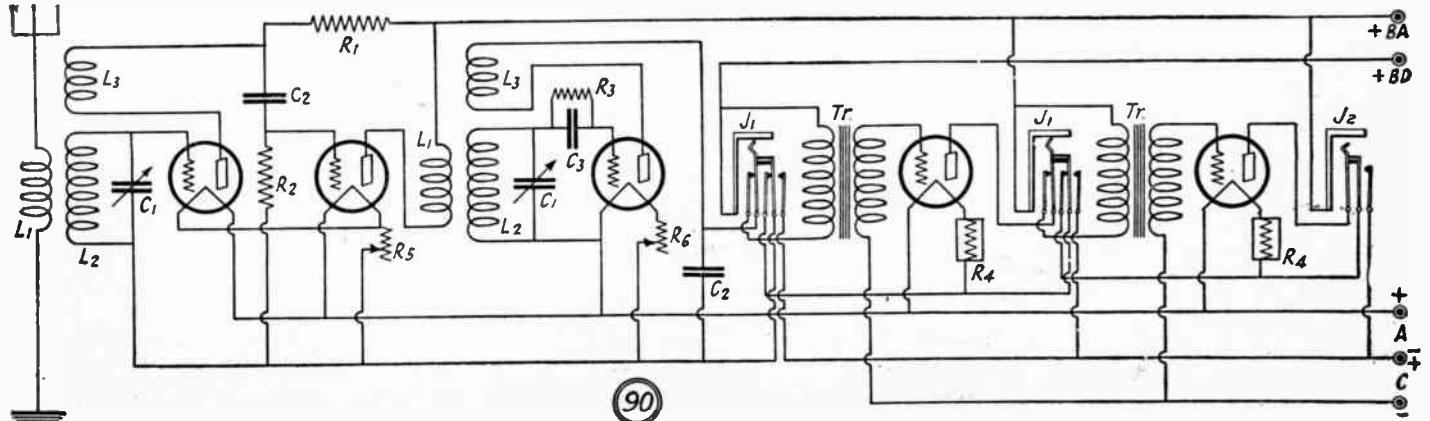 R1
+ BA
+ BD
L3
C2
L3
R3
Tr.
Tr.
J1
J1
J2
L1
C3
C1
R2
C1
L1
L2
L2
R5
R6
C2
R4
R4
+
A
∓
C
-
90